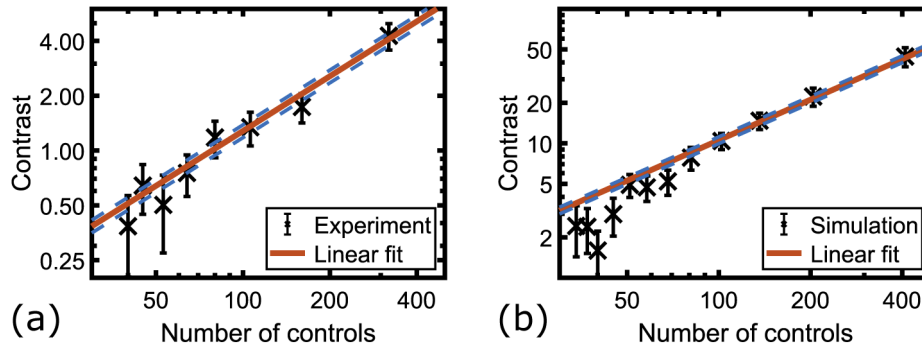 4.00
2.00
1.00
0.50
0.25
Contrast
Experiment
Linear fit
50
100
200
400
Number of controls
(a)
50
20
10
5
2
Contrast
Simulation
Linear fit
50
100
200
400
Number of controls
(b)